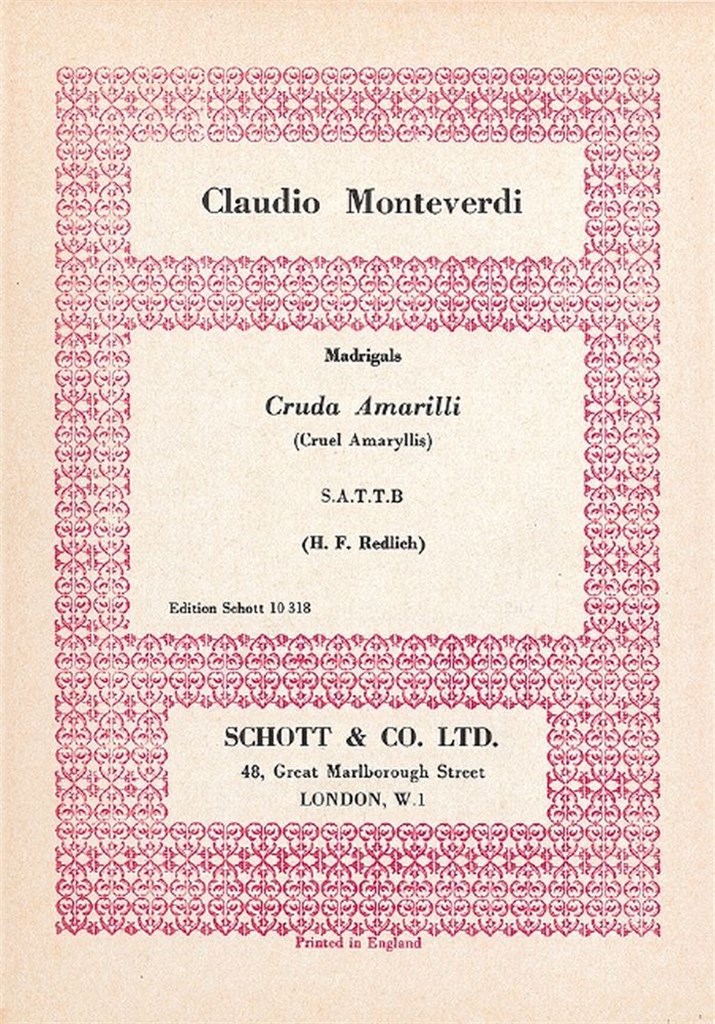 Claudio Monteverdi
Madrigals
Cruda Amarilli
(Cruel Amaryllis)
S.A.T.T.B
(H. F. Redlich)
Edition Schott 10 318
SCHOTT & CO. LTD.
48, Great Marlborough Street
LONDON, W.1
Printed in England